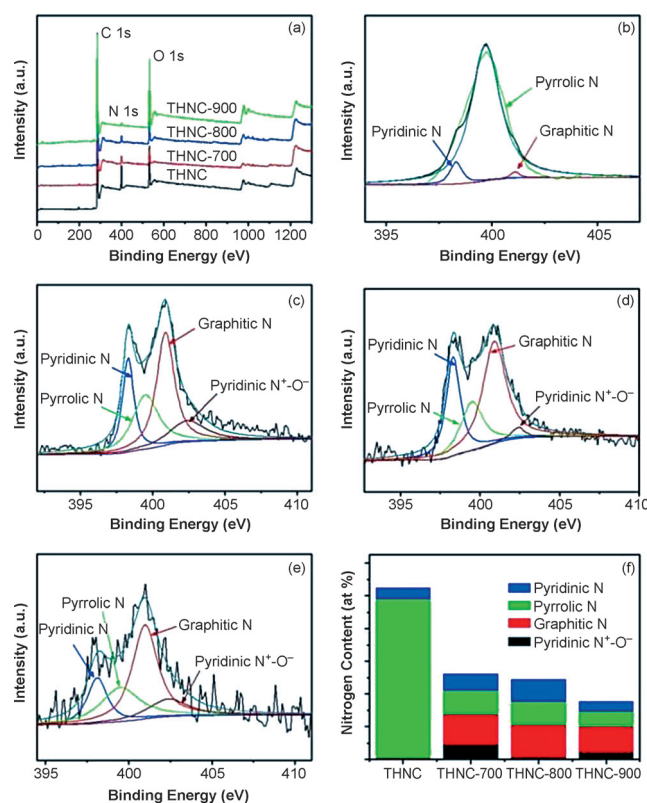 (a)
C 1s
O 1s
N 1s
THNC-900
THNC-800
THNC-700
THNC
Intensity (a.u.)
0 200 400 600 800 1000 1200
Binding Energy (eV)
(b)
Pyrrolic N
Pyridinic N
Graphitic N
Intensity (a.u.)
395 400 405
Binding Energy (eV)
(c)
Graphitic N
Pyridinic N
Pyrrolic N
Pyridinic N⁺-O⁻
Intensity (a.u.)
395 400 405 410
Binding Energy (eV)
(d)
Pyridinic N
Graphitic N
Pyrrolic N
Pyridinic N⁺-O⁻
Intensity (a.u.)
395 400 405 410
Binding Energy (eV)
(e)
Pyrrolic N
Pyridinic N
Graphitic N
Pyridinic N⁺-O⁻
Intensity (a.u.)
395 400 405 410
Binding Energy (eV)
(f)
Pyridinic N
Pyrrolic N
Graphitic N
Pyridinic N⁺-O⁻
Nitrogen Content (at %)
THNC THNC-700 THNC-800 THNC-900